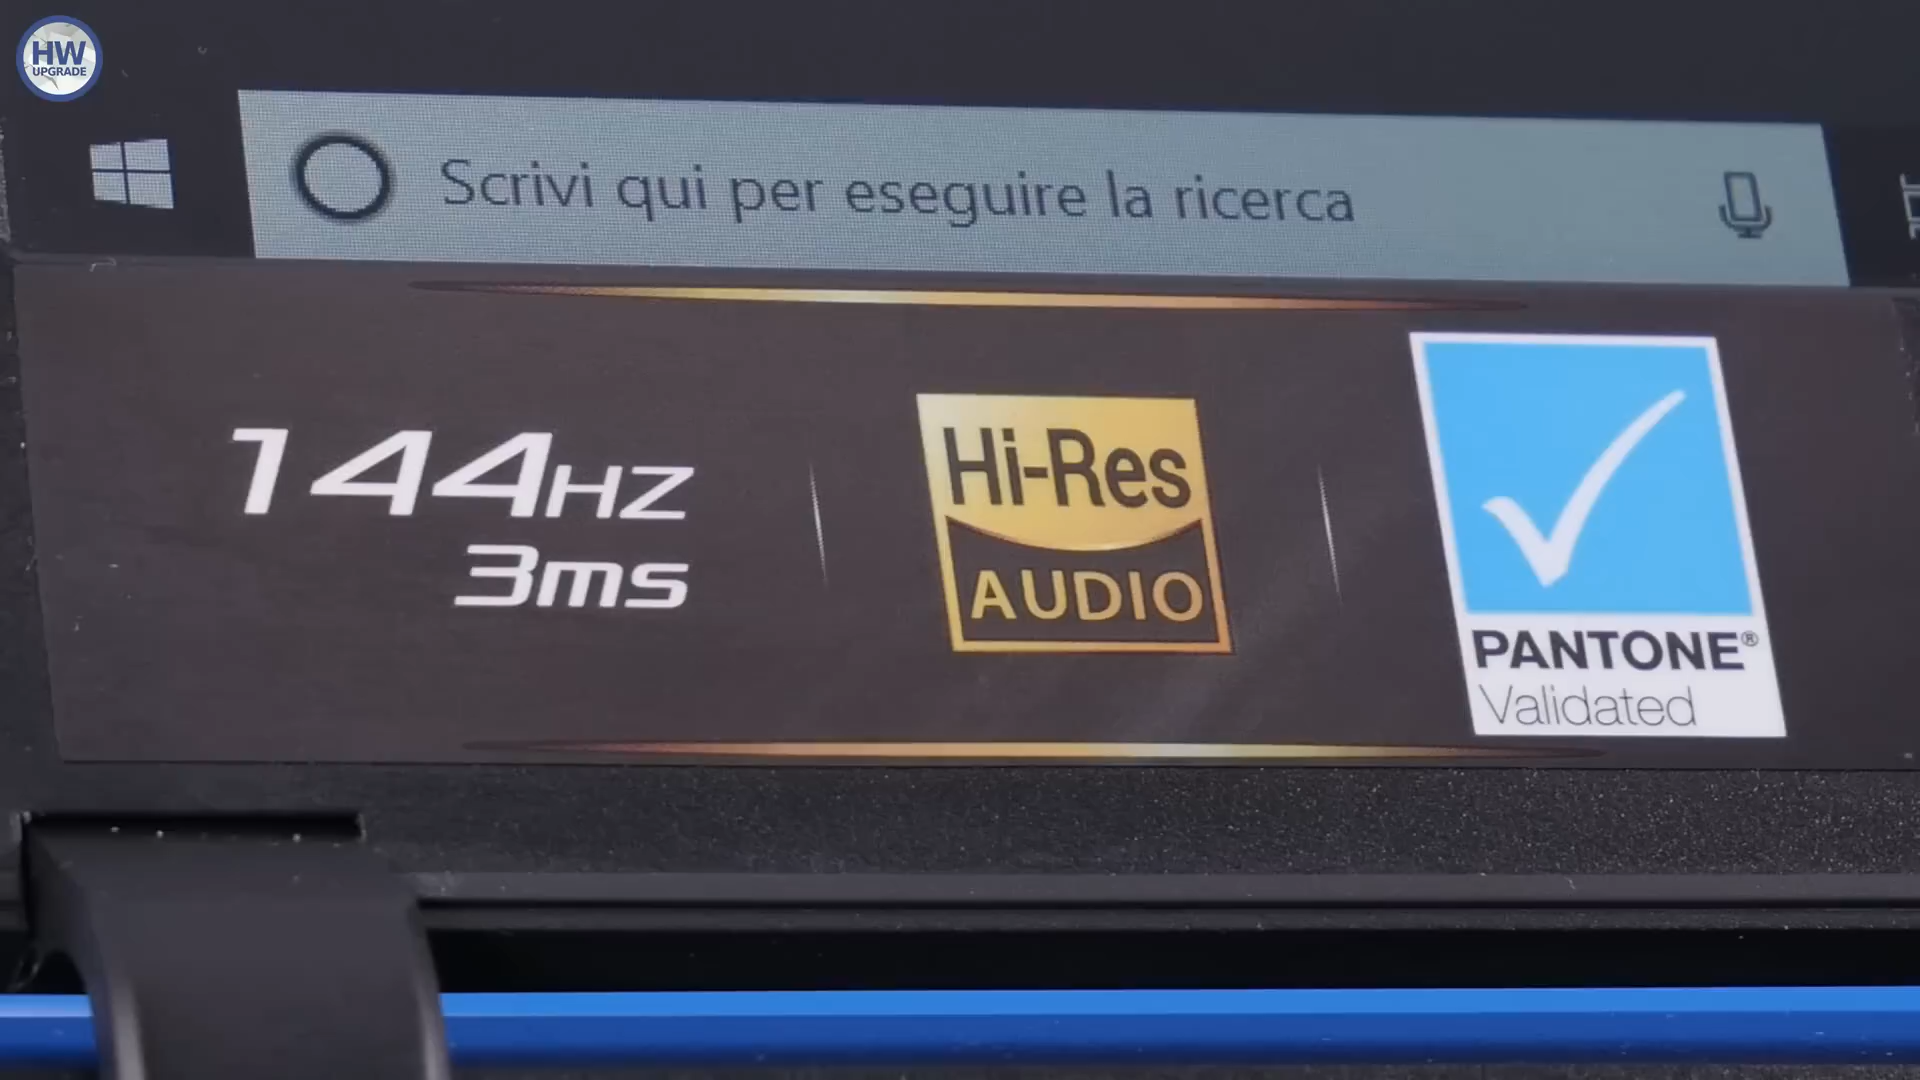 HW
UPGRADE
Scrivi qui per eseguire la ricerca
144HZ
3ms
Hi-Res
AUDIO
PANTONE®
Validated